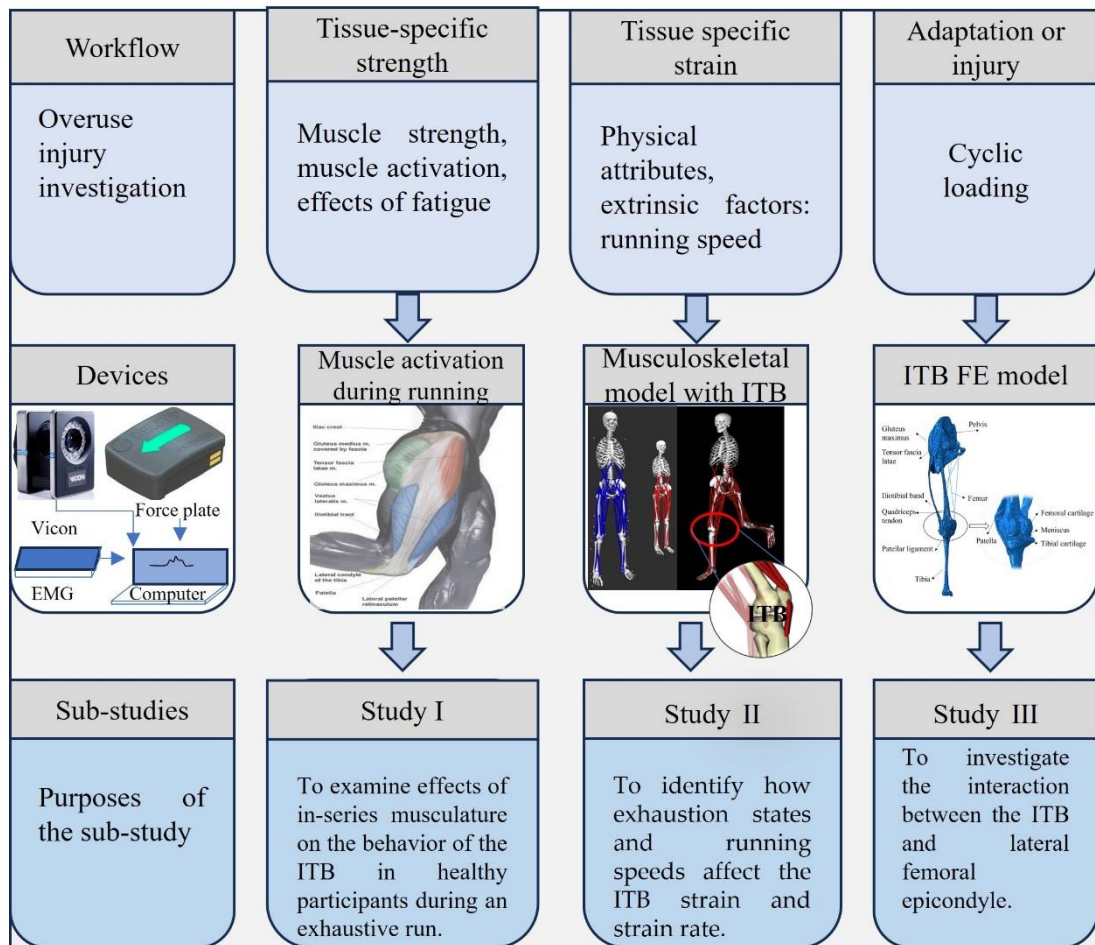 Workflow
Overuse
injury
investigation
Tissue-specific
strength
Muscle strength,
muscle activation,
effects of fatigue
Tissue specific
strain
Physical
attributes,
extrinsic factors:
running speed
Adaptation or
injury
Cyclic
loading
Devices
VICON
Vicon
Force plate
EMG
Computer
Muscle activation
during running
Iliac crest
Gluteus medius m.
covered by fascia
Tensor fascia
latae m.
Gluteus maximus m.
Vastus
lateralis m.
Iliotibial tract
Lateral condyle
of the tibia
Patella
Lateral patellar
retinaculum
Musculoskeletal
model with ITB
ITB
ITB FE model
Gluteus
maximus
Tensor fascia
latae
Iliotibial band
Quadriceps
tendon
Patellar ligament
Tibia
Pelvis
Femur
Patella
Femoral cartilage
Meniscus
Tibial cartilage
Sub-studies
Purposes of
the sub-study
Study I
To examine effects of
in-series musculature
on the behavior of the
ITB in healthy
participants during an
exhaustive run.
Study II
To identify how
exhaustion states
and running
speeds affect the
ITB strain and
strain rate.
Study III
To investigate
the interaction
between the ITB
and lateral
femoral
epicondyle.